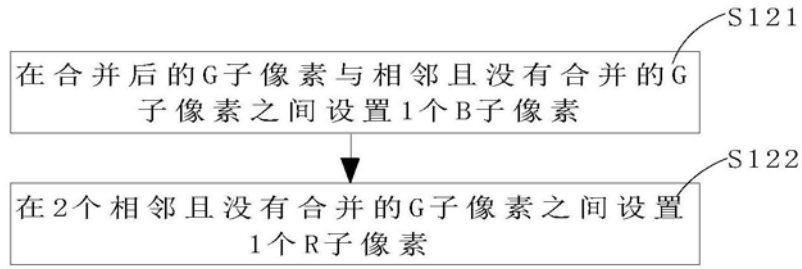 S121
在合并后的G子像素与相邻且没有合并的G
子像素之间设置1个B子像素
S122
在2个相邻且没有合并的G子像素之间设置
1个R子像素